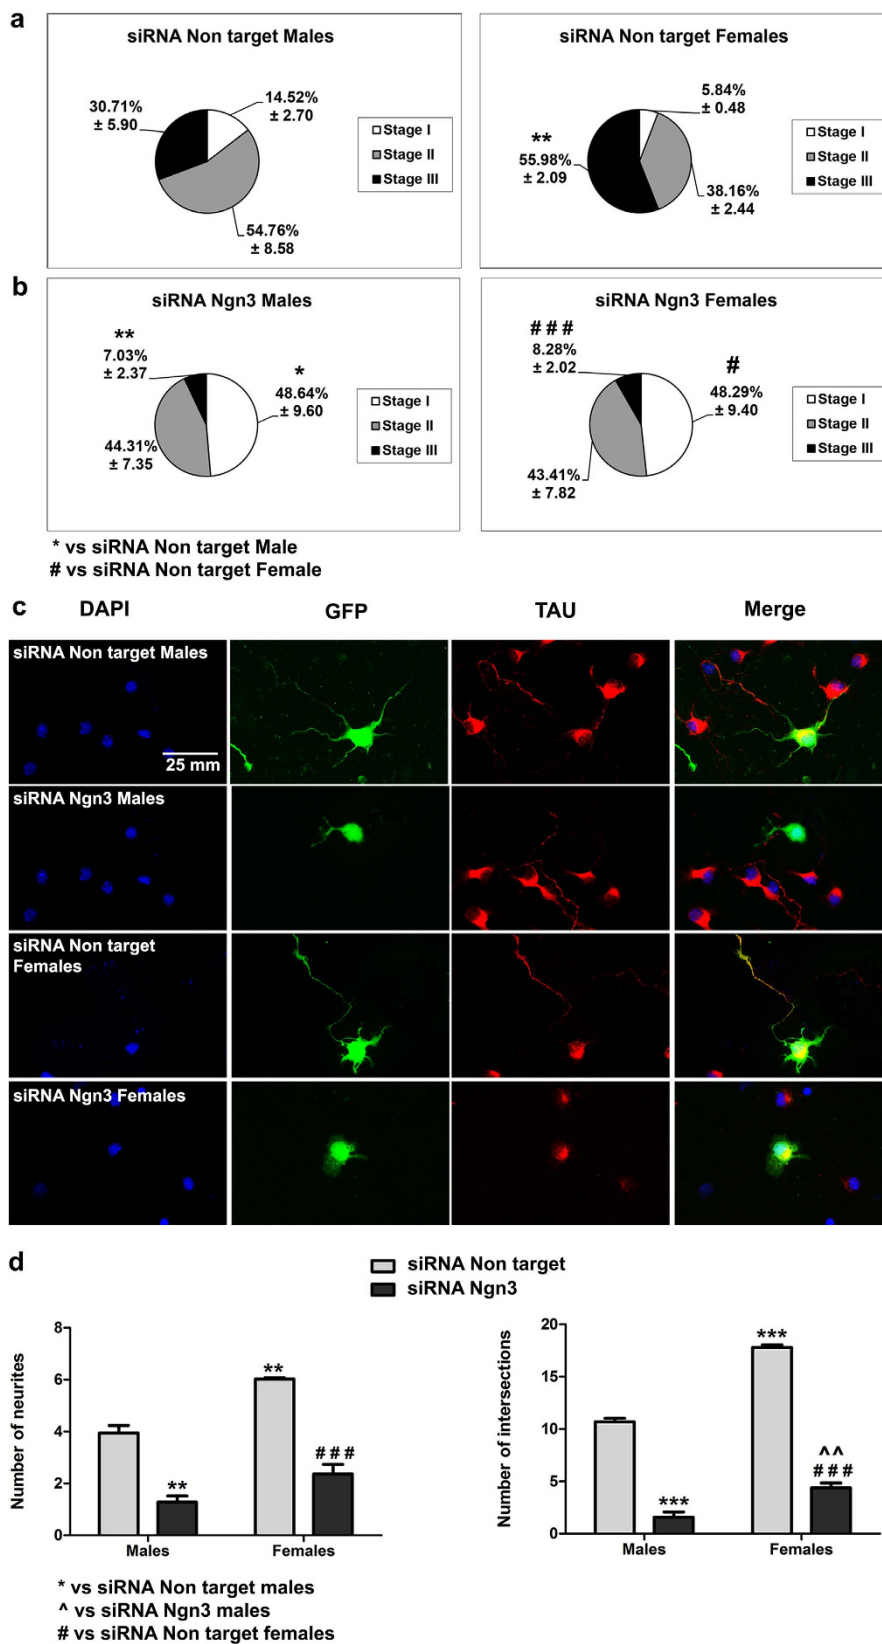 a
siRNA Non target Males
30.71%
± 5.90
14.52%
± 2.70
54.76%
± 8.58
Stage I
Stage II
Stage III
siRNA Non target Females
5.84%
± 0.48
**
55.98%
± 2.09
38.16%
± 2.44
Stage I
Stage II
Stage III
b
siRNA Ngn3 Males
**
7.03%
± 2.37
*
48.64%
± 9.60
44.31%
± 7.35
Stage I
Stage II
Stage III
siRNA Ngn3 Females
# # #
8.28%
± 2.02
#
48.29%
± 9.40
43.41%
± 7.82
Stage I
Stage II
Stage III
* vs siRNA Non target Male
# vs siRNA Non target Female
c
DAPI GFP TAU Merge
siRNA Non target Males
25 mm
siRNA Ngn3 Males
siRNA Non target
Females
siRNA Ngn3 Females
d
siRNA Non target
siRNA Ngn3
Number of neurites
8
6
4
2
0
**
**
# # #
Males Females
Number of intersections
20
15
10
5
0
***
***
^^
# # #
Males Females
* vs siRNA Non target males
^ vs siRNA Ngn3 males
# vs siRNA Non target females